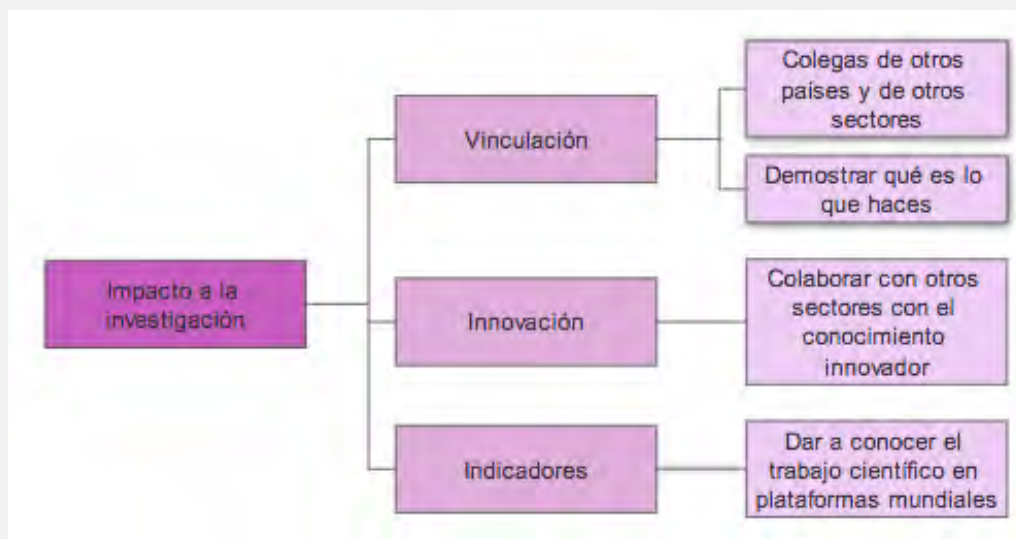 Impacto a la
investigación
Vinculación
Colegas de otros
países y de otros
sectores
Demostrar qué es lo
que haces
Innovación
Colaborar con otros
sectores con el
conocimiento
innovador
Indicadores
Dar a conocer el
trabajo científico en
plataformas mundiales